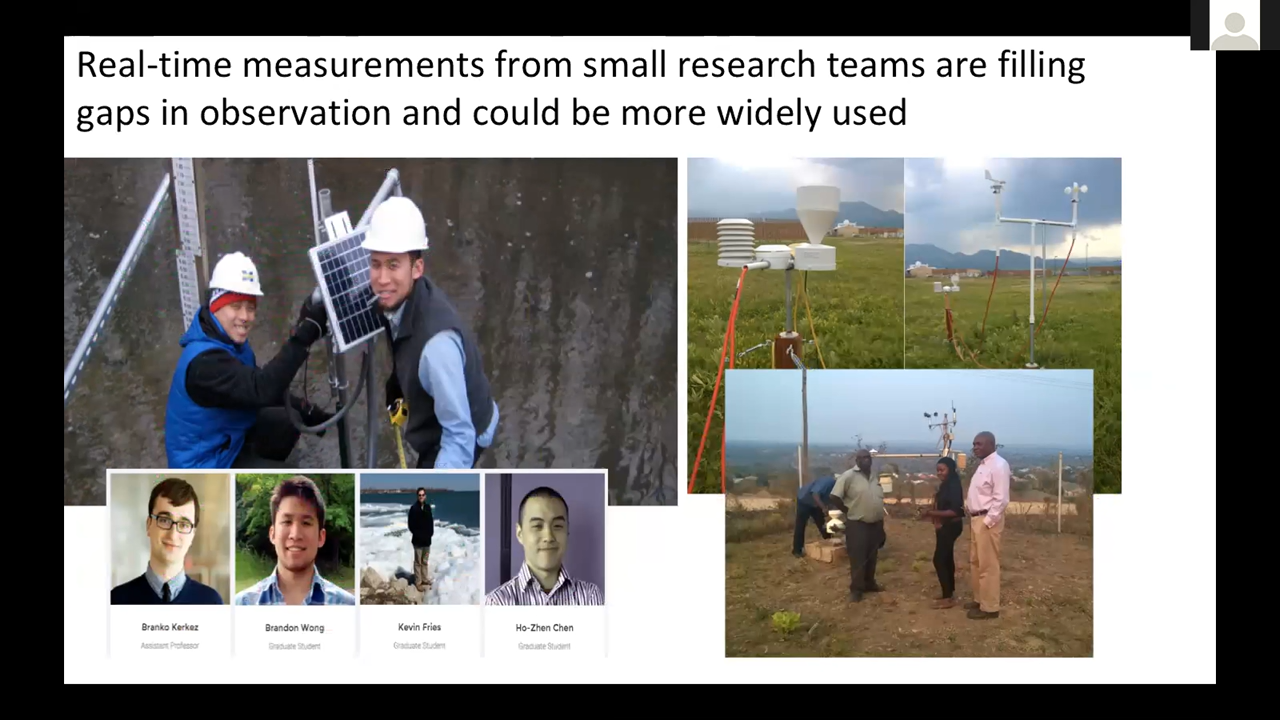 Real-time measurements from small research teams are filling
gaps in observation and could be more widely used
Branko Kerkez
Assistant Professor
Brandon Wong
Graduate Student
Kevin Fries
Graduate Student
Ho-Zhen Chen
Graduate Student